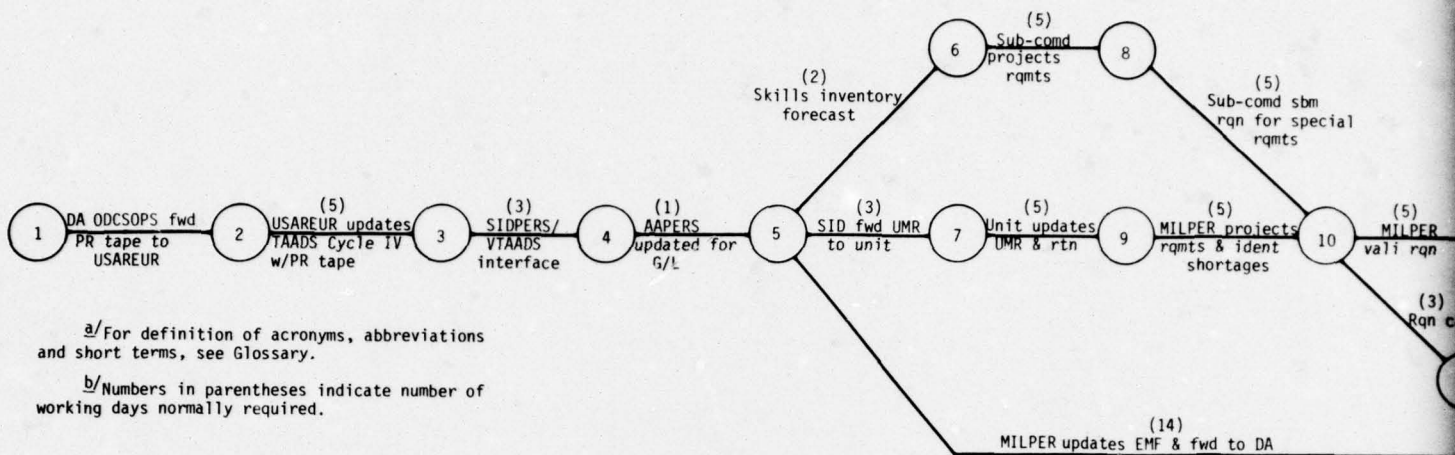 (5)
6
Sub-comd
projects
rqmts
8
(2)
Skills inventory
forecast
(5)
Sub-comd sbm
rqn for special
rqmts
1
DA ODCSOPS fwd
PR tape to
USAREUR
2
(5)
USAREUR updates
TAADS Cycle IV
w/PR tape
3
(3)
SIDPERS/
VTAADS
interface
4
(1)
AAPERS
updated for
G/L
5
(3)
SID fwd UMR
to unit
7
(5)
Unit updates
UMR & rtn
9
(5)
MILPER projects
rqmts & ident
shortages
10
(5)
MILPER
vali rqn
(3)
Rqn
a/For definition of acronyms, abbreviations
and short terms, see Glossary.
b/Numbers in parentheses indicate number of
working days normally required.
(14)
MILPER updates EMF & fwd to DA